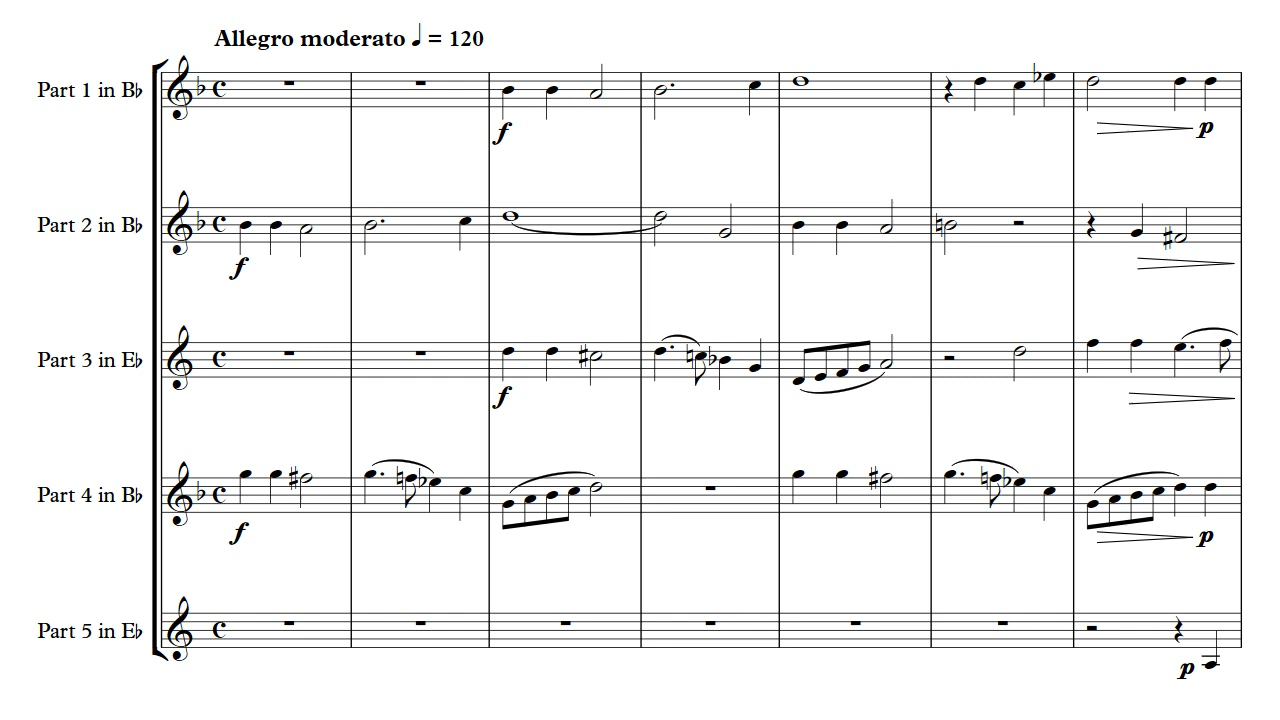 Allegro moderato ♩ = 120
Part 1 in B♭
f
p
Part 2 in B♭
f
Part 3 in E♭
f
Part 4 in B♭
f
p
Part 5 in E♭
p